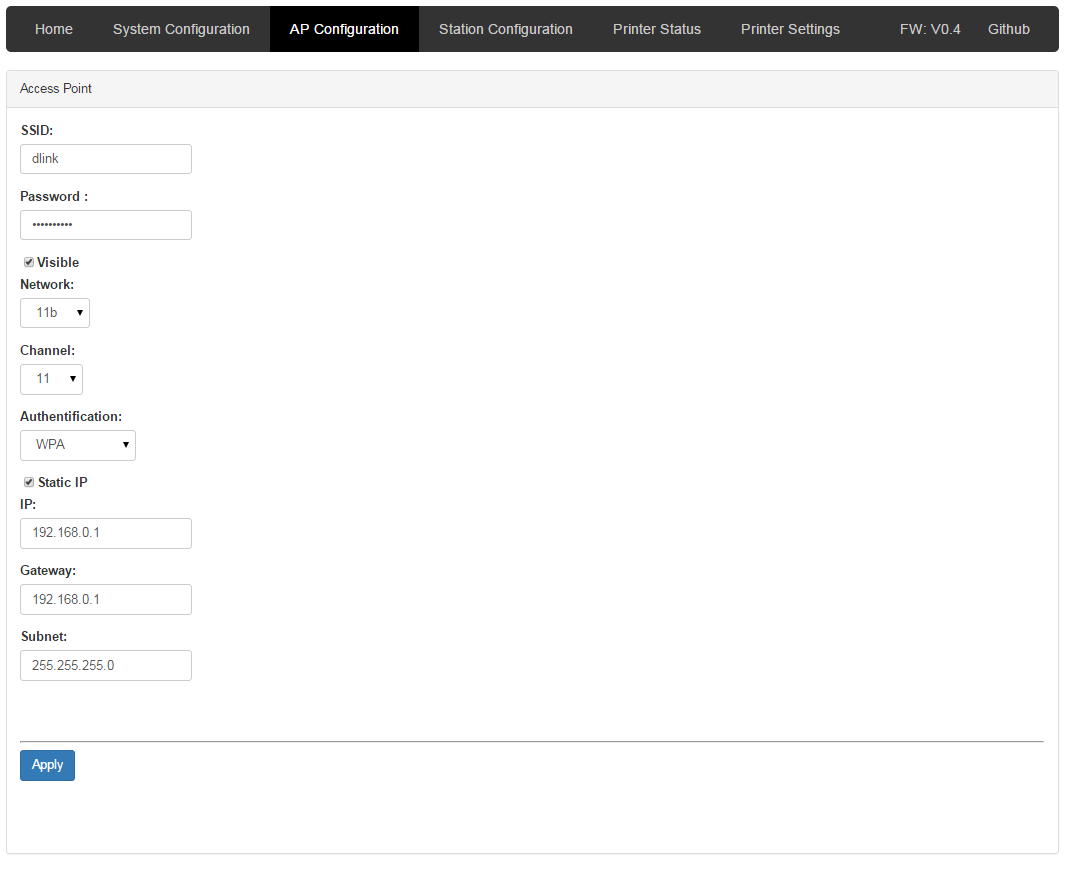 Home System Configuration AP Configuration Station Configuration Printer Status Printer Settings FW: V0.4 Github
Access Point
SSID:
dlink
Password :
••••••••••
Visible
Network:
11b
Channel:
11
Authentification:
WPA
Static IP
IP:
192.168.0.1
Gateway:
192.168.0.1
Subnet:
255.255.255.0
Apply